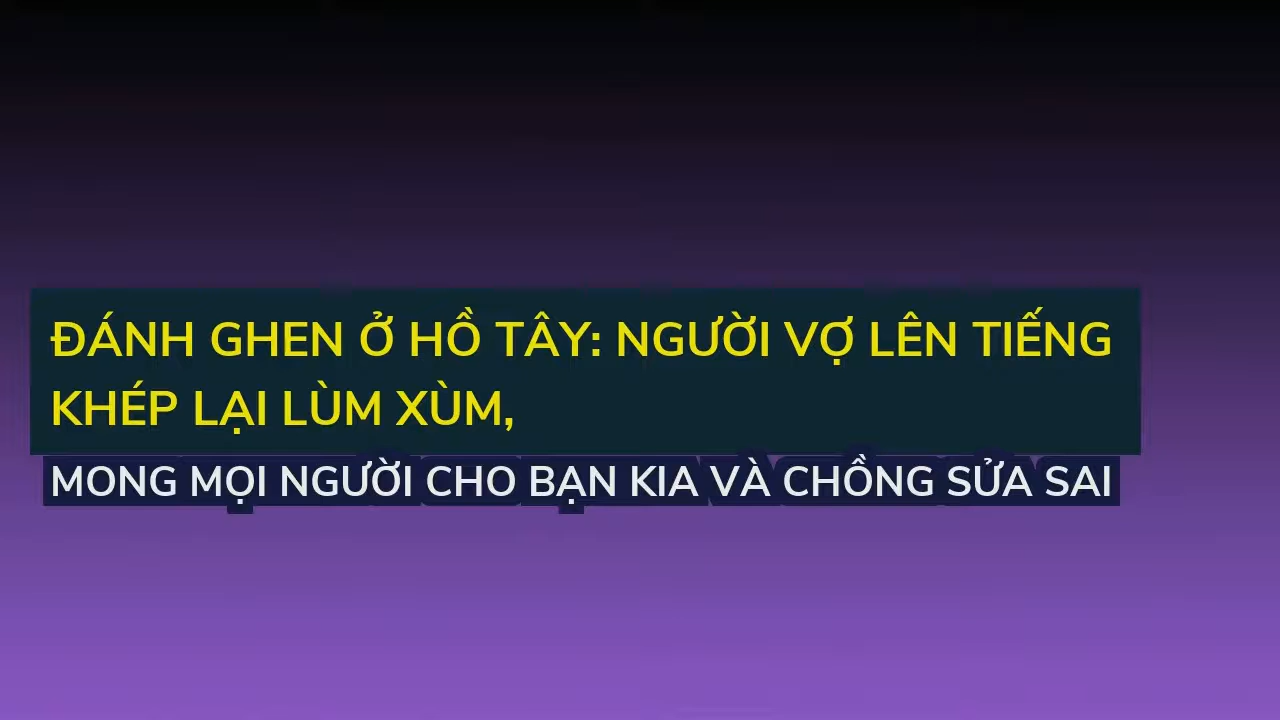 ĐÁNH GHEN Ở HỒ TÂY: NGƯỜI VỢ LÊN TIẾNG
KHÉP LẠI LÙM XÙM,
MONG MỌI NGƯỜI CHO BẠN KIA VÀ CHỒNG SỬA SAI